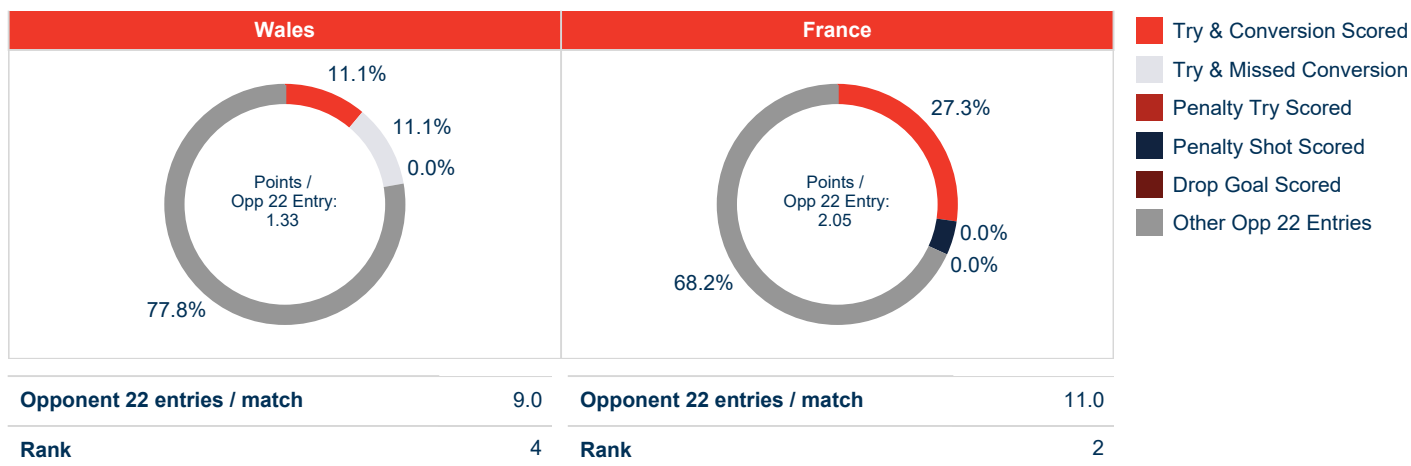 Wales
France
11.1%
11.1%
0.0%
Points /
Opp 22 Entry:
1.33
77.8%
27.3%
0.0%
0.0%
Points /
Opp 22 Entry:
2.05
68.2%
Try & Conversion Scored
Try & Missed Conversion
Penalty Try Scored
Penalty Shot Scored
Drop Goal Scored
Other Opp 22 Entries
Opponent 22 entries / match 9.0
Rank 4
Opponent 22 entries / match 11.0
Rank 2